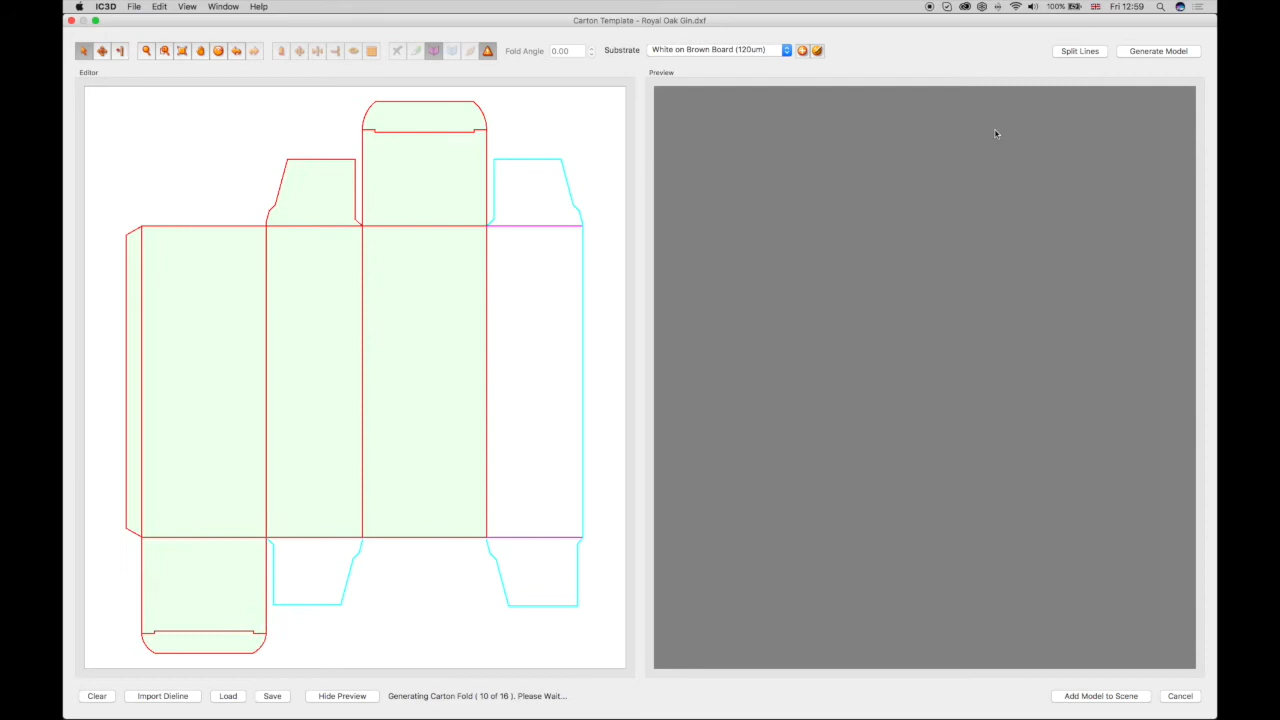 IC3D File Edit View Window Help 100% Fri 12:59
Carton Template - Royal Oak Gin.dxf
Fold Angle 0.00 Substrate White on Brown Board (120um) Split Lines Generate Model
Editor Preview
Clear Import Dieline Load Save Hide Preview Generating Carton Fold ( 10 of 16 ). Please Wait... Add Model to Scene Cancel